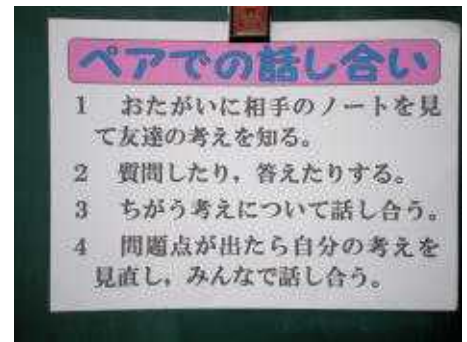 ペアでの話し合い
1 おたがいに相手のノートを見
て友達の考えを知る。
2 質問したり，答えたりする。
3 ちがう考えについて話し合う。
4 問題点が出たら自分の考えを
見直し，みんなで話し合う。